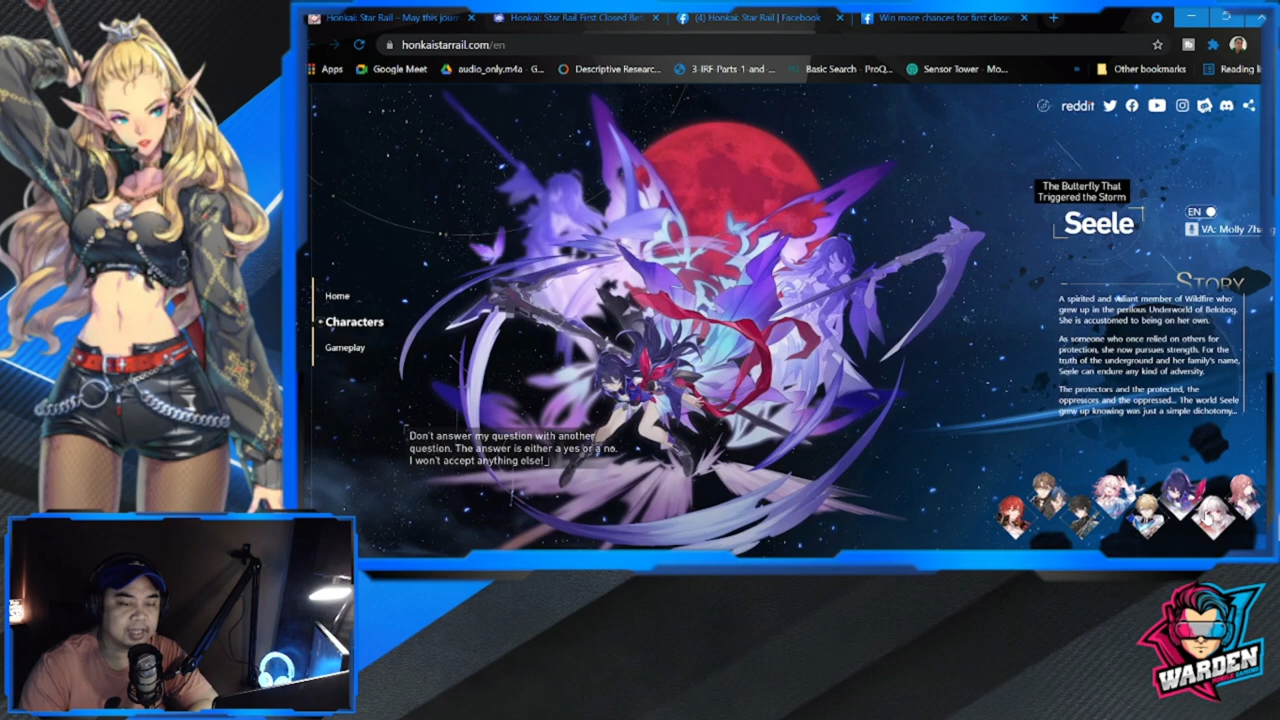 Honkai: Star Rail – May this journ
Honkai: Star Rail First Closed Bet
(4) Honkai: Star Rail | Facebook
Win more chances for first close
honkaistarrail.com/en
Apps
Google Meet
audio_only.m4a - G...
Descriptive Researc...
3-IRF-Parts-1-and ...
Basic Search - ProQ...
Sensor Tower - Mo...
Other bookmarks
Reading li
reddit
The Butterfly That
Triggered the Storm
Seele
EN
VA: Molly Zha
STORY
A spirited and valiant member of Wildfire who
grew up in the perilous Underworld of Belobog.
She is accustomed to being on her own.
As someone who once relied on others for
protection, she now pursues strength. For the
truth of the underground and her family's name,
Seele can endure any kind of adversity.
The protectors and the protected, the
oppressors and the oppressed... The world Seele
grew up knowing was just a simple dichotomy...
Home
Characters
Gameplay
Don't answer my question with another
question. The answer is either a yes or a no.
I won't accept anything else!
WARDEN
MOBILE GAMING